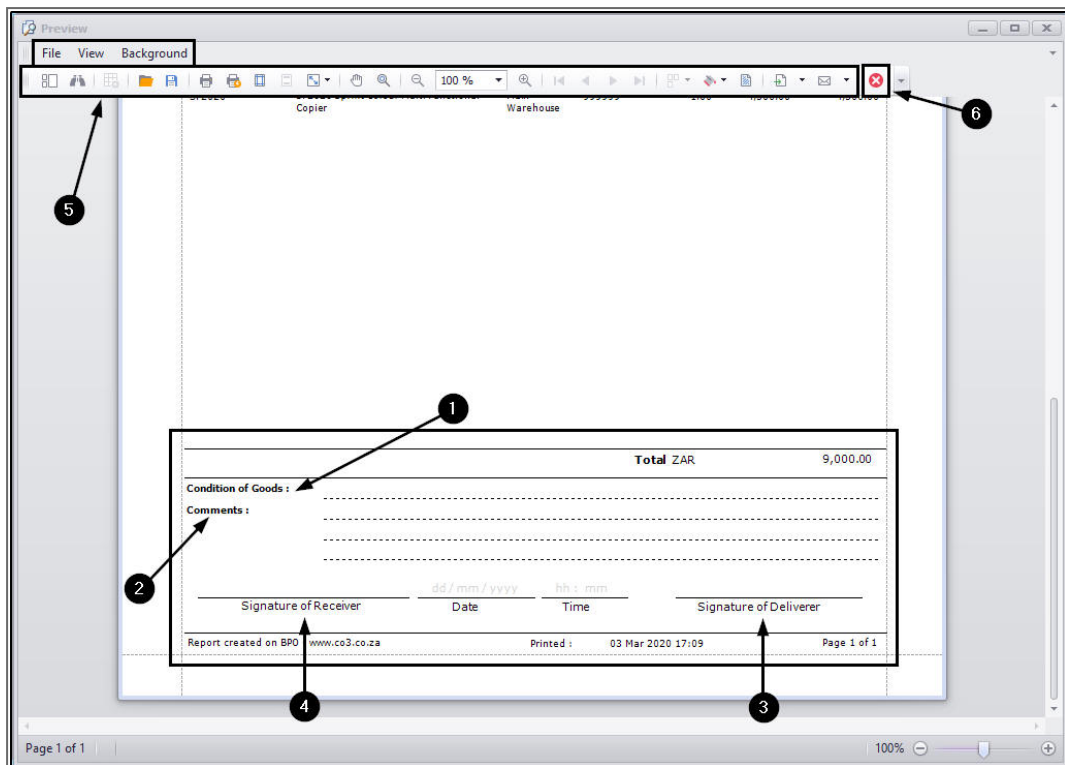 Preview
File View Background
100 %
Copier Warehouse
6
5
1
Total ZAR 9,000.00
Condition of Goods :
Comments :
2
dd / mm / yyyy hh : mm
Signature of Receiver Date Time Signature of Deliverer
Report created on BPO www.co3.co.za Printed : 03 Mar 2020 17:09 Page 1 of 1
4 3
Page 1 of 1 100%